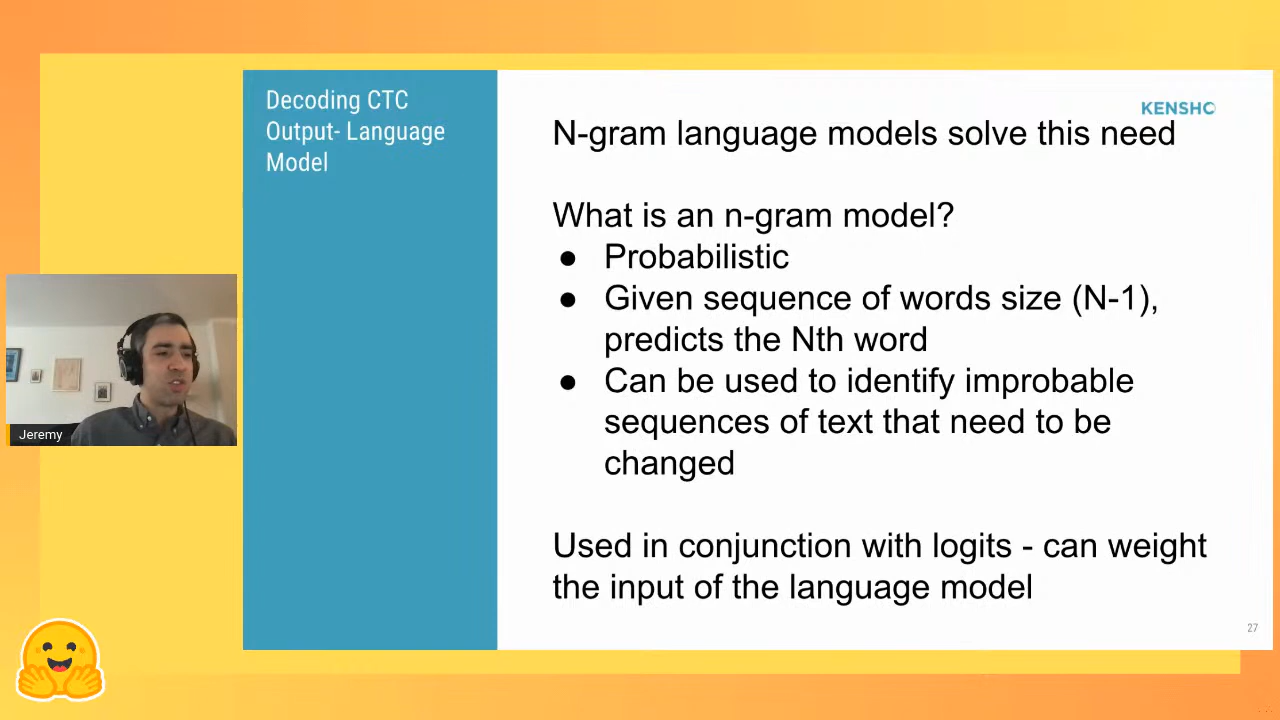 Decoding CTC
Output- Language
Model
KENSHO
N-gram language models solve this need
What is an n-gram model?
● Probabilistic
● Given sequence of words size (N-1),
predicts the Nth word
● Can be used to identify improbable
sequences of text that need to be
changed
Used in conjunction with logits - can weight
the input of the language model
27
Jeremy